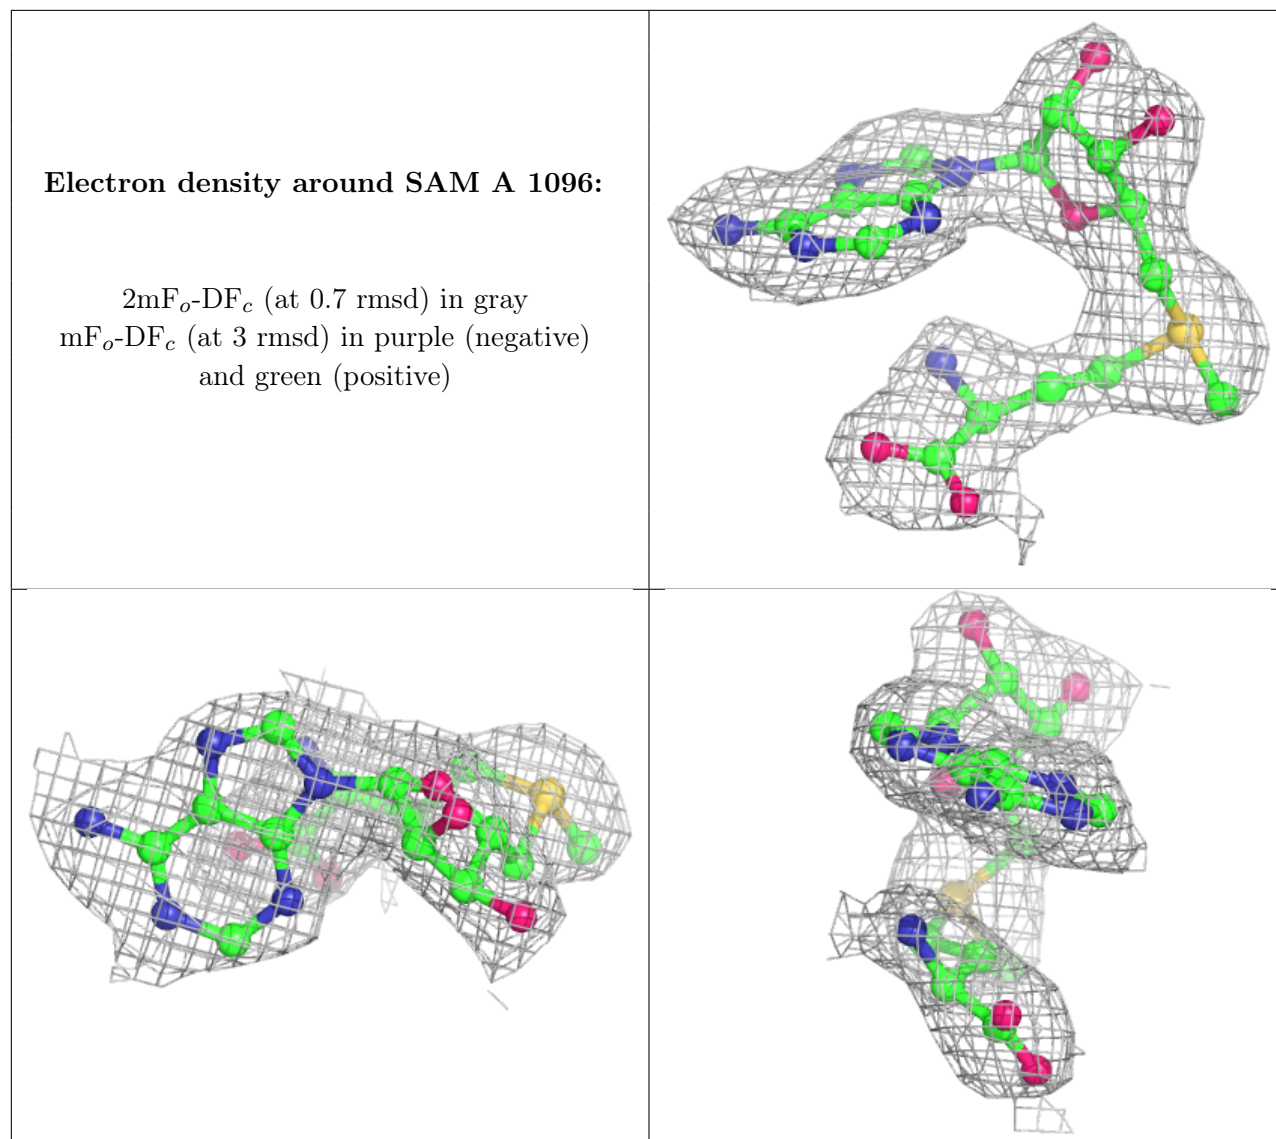 Electron density around SAM A 1096:
2mFo-DFc (at 0.7 rmsd) in gray
mFo-DFc (at 3 rmsd) in purple (negative)
and green (positive)